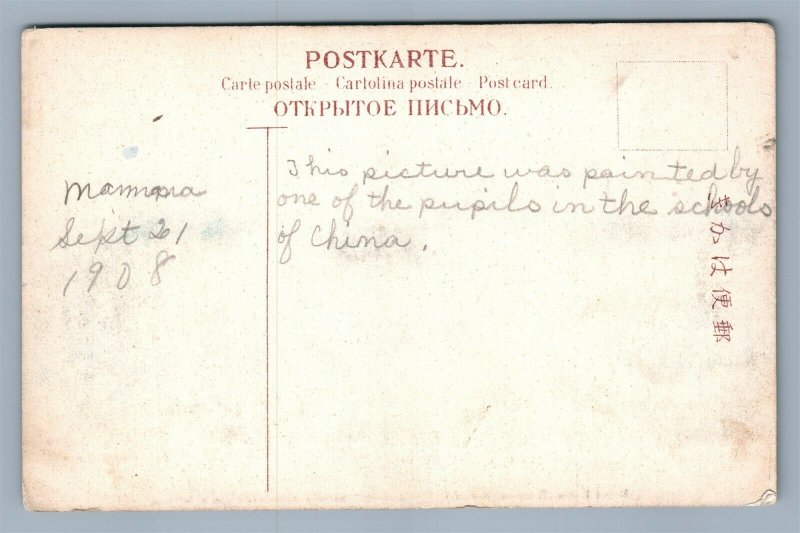 POSTKARTE.
Carte postale - Cartolina postale - Post card.
ОТКРЫТОЕ ПИСЬМО.
Mamma
Sept 21
1908
This picture was painted by
one of the pupils in the schools
of China.
郵便はかき